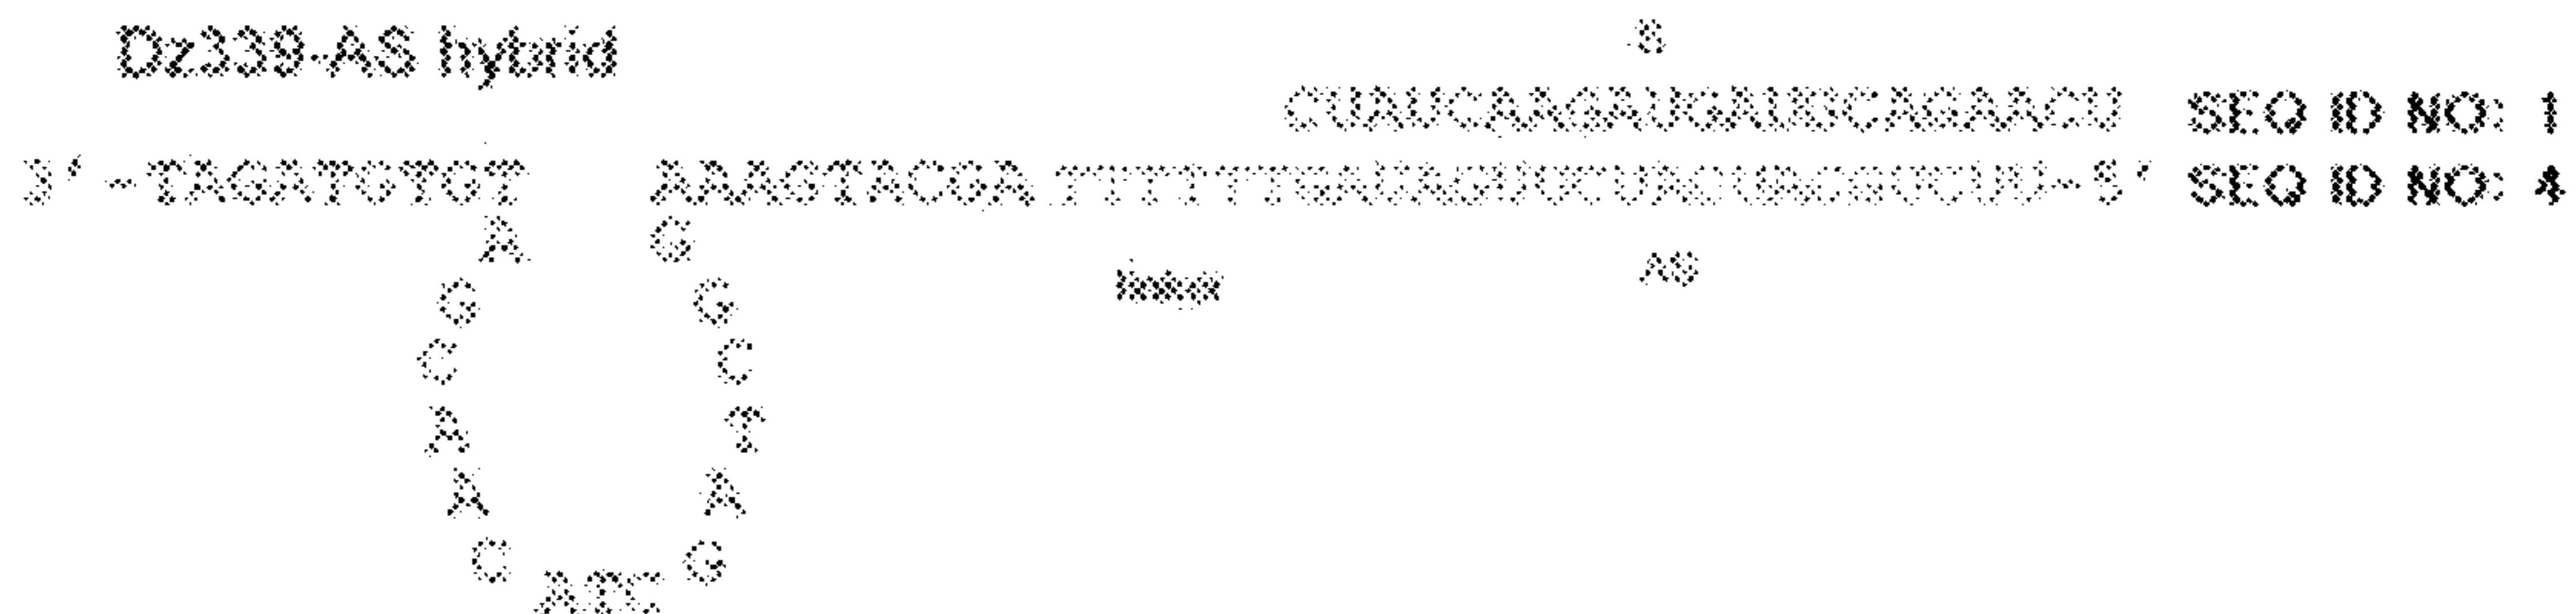 Dz339-AS hybrid
S
CUAUCAAGAUGAUGCAGAACU SEQ ID NO: 1
3'-TAGATGTGT AAAGTACGA TTTTTTGAUAGUUCUACUACGUCUU-5' SEQ ID NO: 4
A G
G G
C C
A T
A A
C G
ATC
linker
AS